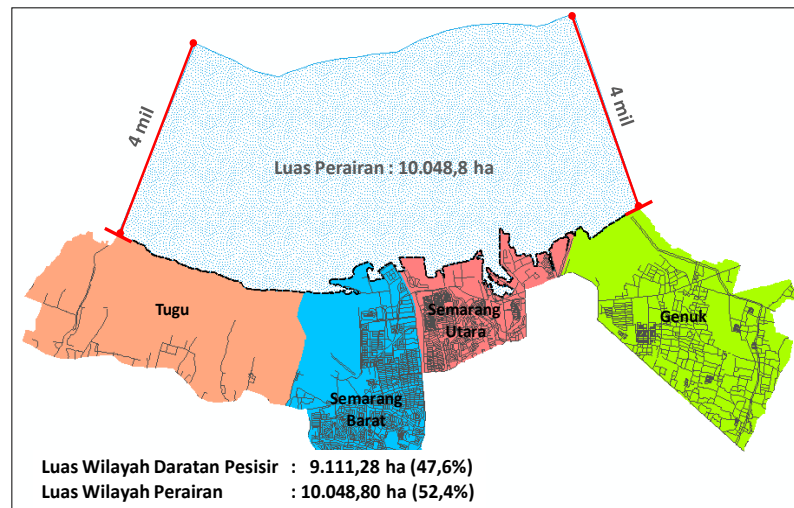 4 mil
4 mil
Luas Perairan : 10.048,8 ha
Tugu
Semarang
Utara
Genuk
Semarang
Barat
Luas Wilayah Daratan Pesisir : 9.111,28 ha (47,6%)
Luas Wilayah Perairan : 10.048,80 ha (52,4%)